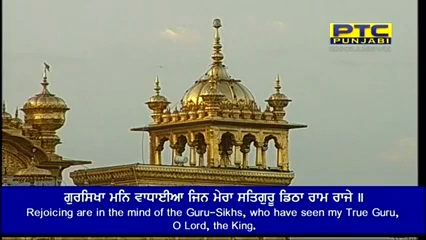 PTC
PUNJABI
ਗੁਰਸਿਖਾ ਮਨਿ ਵਾਧਾਈਆ ਜਿਨ ਮੇਰਾ ਸਤਿਗੁਰੂ ਡਿਠਾ ਰਾਮ ਰਾਜੇ ॥
Rejoicing are in the mind of the Guru-Sikhs, who have seen my True Guru,
O Lord, the King.